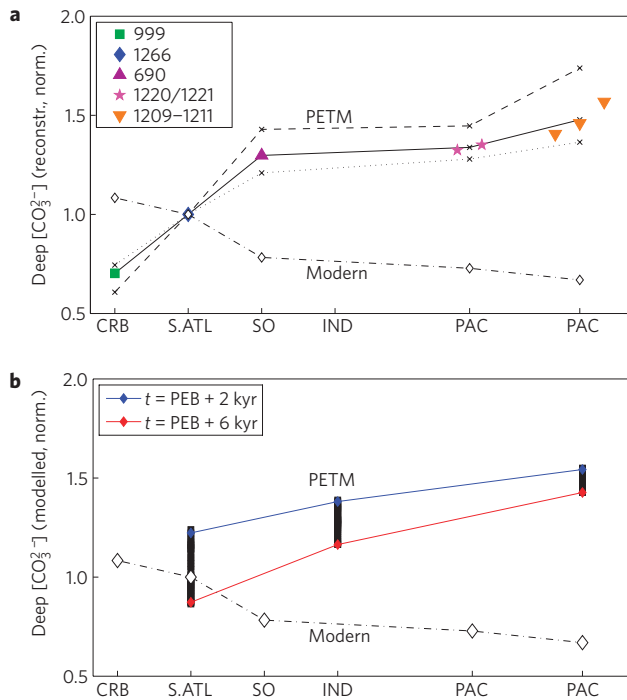 a
Deep [CO₃²⁻] (reconstr., norm.)
2.0
1.5
1.0
0.5
999
1266
690
1220/1221
1209–1211
PETM
Modern
CRB S.ATL SO IND PAC PAC
b
Deep [CO₃²⁻] (modelled, norm.)
2.0
1.5
1.0
0.5
t = PEB + 2 kyr
t = PEB + 6 kyr
PETM
Modern
CRB S.ATL SO IND PAC PAC